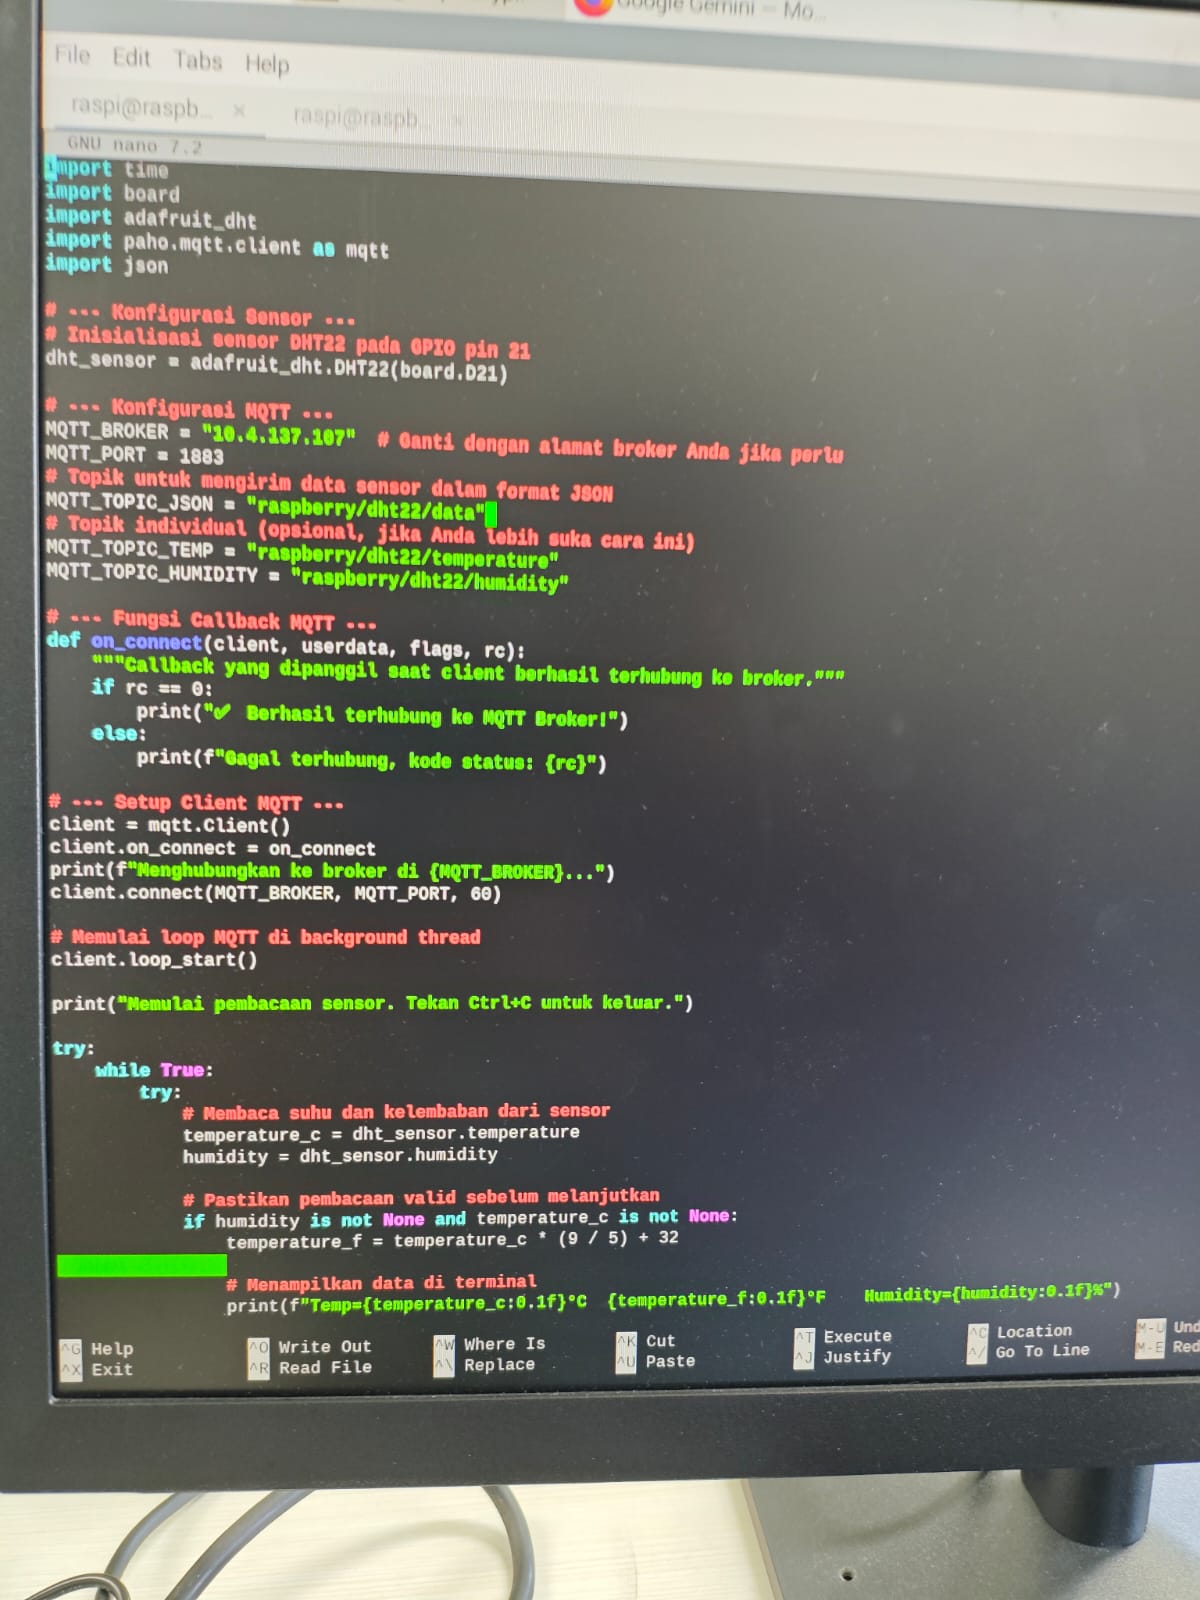 Google Gemini — Mo...
File Edit Tabs Help
raspi@raspb... × raspi@raspb... ×
GNU nano 7.2
import time
import board
import adafruit_dht
import paho.mqtt.client as mqtt
import json
# --- Konfigurasi Sensor ---
# Inisialisasi sensor DHT22 pada GPIO pin 21
dht_sensor = adafruit_dht.DHT22(board.D21)
# --- Konfigurasi MQTT ---
MQTT_BROKER = "10.4.137.107"  # Ganti dengan alamat broker Anda jika perlu
MQTT_PORT = 1883
# Topik untuk mengirim data sensor dalam format JSON
MQTT_TOPIC_JSON = "raspberry/dht22/data"
# Topik individual (opsional, jika Anda lebih suka cara ini)
MQTT_TOPIC_TEMP = "raspberry/dht22/temperature"
MQTT_TOPIC_HUMIDITY = "raspberry/dht22/humidity"
# --- Fungsi Callback MQTT ---
def on_connect(client, userdata, flags, rc):
    """Callback yang dipanggil saat client berhasil terhubung ke broker."""
    if rc == 0:
        print("✔ Berhasil terhubung ke MQTT Broker!")
    else:
        print(f"Gagal terhubung, kode status: {rc}")
# --- Setup Client MQTT ---
client = mqtt.Client()
client.on_connect = on_connect
print(f"Menghubungkan ke broker di {MQTT_BROKER}...")
client.connect(MQTT_BROKER, MQTT_PORT, 60)
# Memulai loop MQTT di background thread
client.loop_start()
print("Memulai pembacaan sensor. Tekan Ctrl+C untuk keluar.")
try:
    while True:
        try:
            # Membaca suhu dan kelembaban dari sensor
            temperature_c = dht_sensor.temperature
            humidity = dht_sensor.humidity
            # Pastikan pembacaan valid sebelum melanjutkan
            if humidity is not None and temperature_c is not None:
                temperature_f = temperature_c * (9 / 5) + 32
                # Menampilkan data di terminal
                print(f"Temp={temperature_c:0.1f}°C  {temperature_f:0.1f}°F    Humidity={humidity:0.1f}%")
^G Help ^O Write Out ^W Where Is ^K Cut ^T Execute ^C Location M-U Und
^X Exit ^R Read File ^\ Replace ^U Paste ^J Justify ^/ Go To Line M-E Red